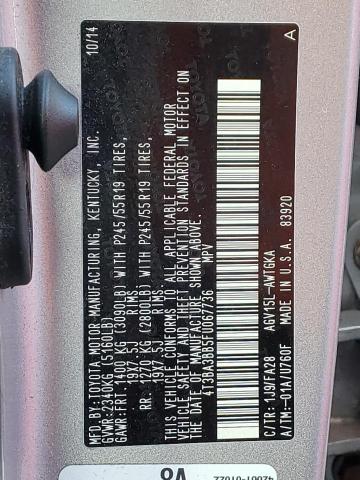 MFD. BY: TOYOTA MOTOR MANUFACTURING, KENTUCKY, INC. 10/14
GVWR: 2340KG (5160LB)
GAWR: FRT. 1400 KG (3090LB) WITH P245/55R19 TIRES,
19X7.5J RIMS
RR. 1270 KG (2800LB) WITH P245/55R19 TIRES,
19X7.5J RIMS
THIS VEHICLE CONFORMS TO ALL APPLICABLE FEDERAL MOTOR
VEHICLE SAFETY, THEFT PREVENTION STANDARDS IN EFFECT ON
THE DATE OF MANUFACTURE SHOWN ABOVE.
4T3BA3BB5FU067736 MPV
C/TR: 1J9/FA28 AGV15L-AWTGKA A
A/TM-01A/U760F MADE IN U.S.A. 83920